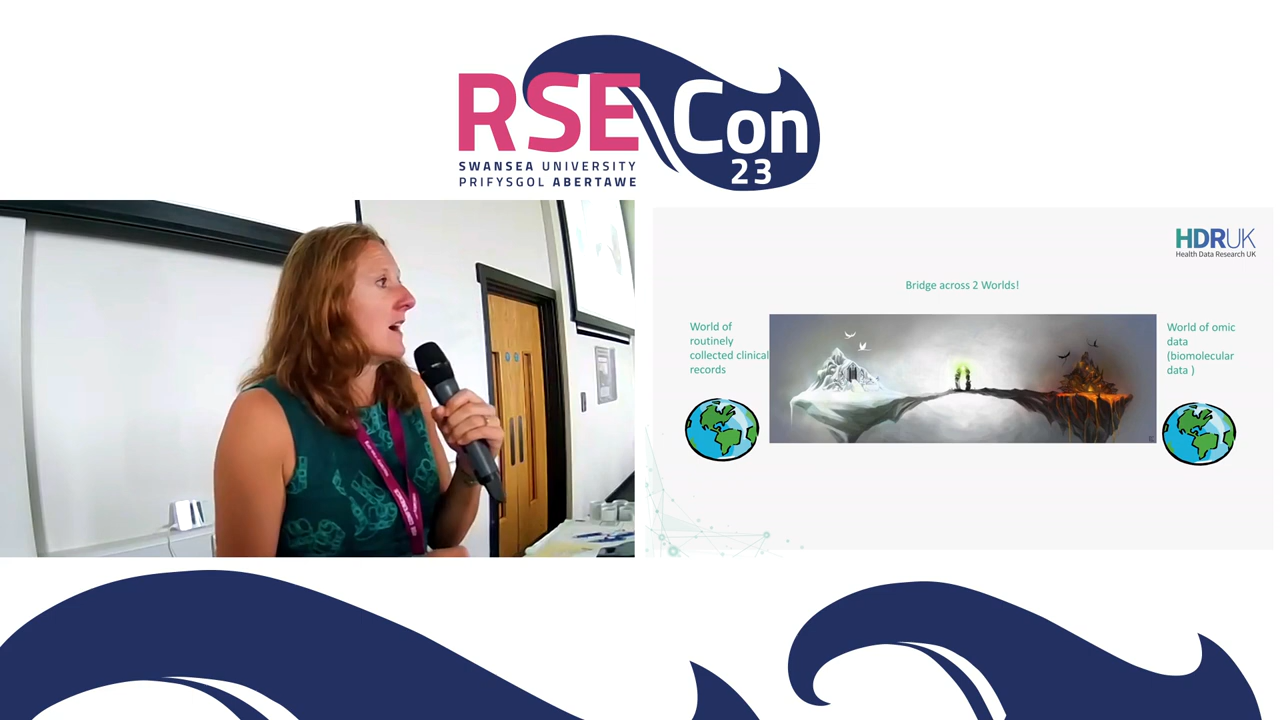 RSE Con
23
SWANSEA UNIVERSITY
PRIFYSGOL ABERTAWE
HDRUK
Health Data Research UK
Bridge across 2 Worlds!
World of
routinely
collected clinical
records
World of omic
data
(biomolecular
data )